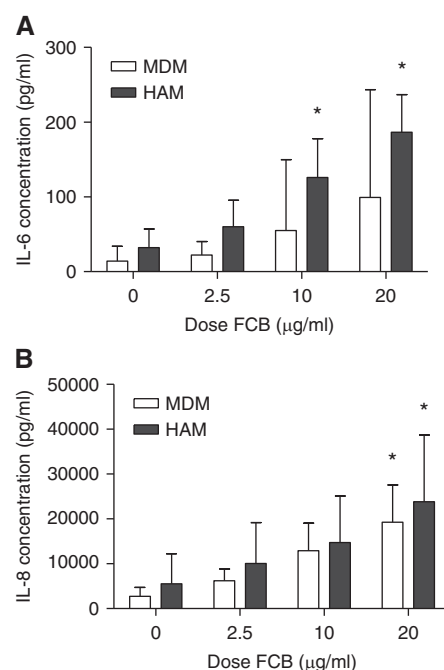 A
300
200
100
0
IL-6 concentration (pg/ml)
MDM
HAM
*
*
0 2.5 10 20
Dose FCB (μg/ml)
B
50000
40000
30000
20000
10000
0
IL-8 concentration (pg/ml)
MDM
HAM
*
*
0 2.5 10 20
Dose FCB (μg/ml)